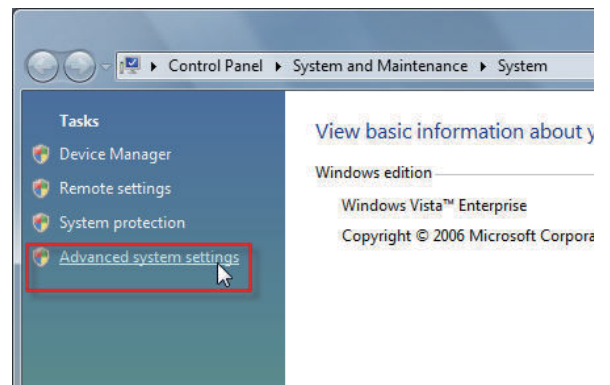 Control Panel System and Maintenance System
Tasks
Device Manager
Remote settings
System protection
Advanced system settings
View basic information about y
Windows edition
Windows Vista™ Enterprise
Copyright © 2006 Microsoft Corpora